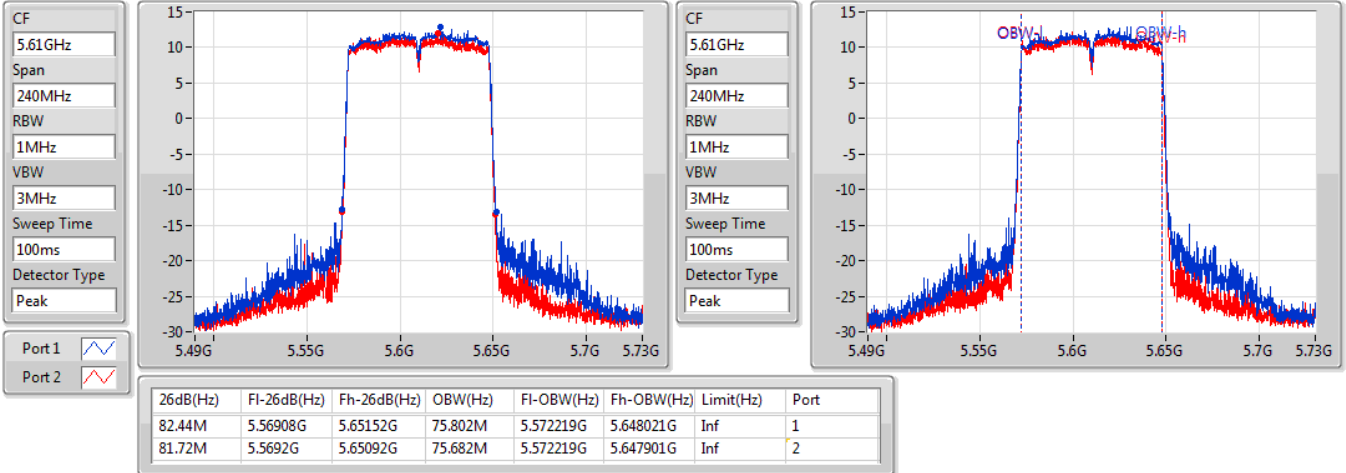 CF
5.61GHz
Span
240MHz
RBW
1MHz
VBW
3MHz
Sweep Time
100ms
Detector Type
Peak
Port 1
Port 2
15
10
5
0
-5
-10
-15
-20
-25
-30
5.49G 5.55G 5.6G 5.65G 5.7G 5.73G
CF
5.61GHz
Span
240MHz
RBW
1MHz
VBW
3MHz
Sweep Time
100ms
Detector Type
Peak
15
10
5
0
-5
-10
-15
-20
-25
-30
OBW-l OBW-h
5.49G 5.55G 5.6G 5.65G 5.7G 5.73G
26dB(Hz) Fl-26dB(Hz) Fh-26dB(Hz) OBW(Hz) Fl-OBW(Hz) Fh-OBW(Hz) Limit(Hz) Port
82.44M 5.56908G 5.65152G 75.802M 5.572219G 5.648021G Inf 1
81.72M 5.5692G 5.65092G 75.682M 5.572219G 5.647901G Inf 2